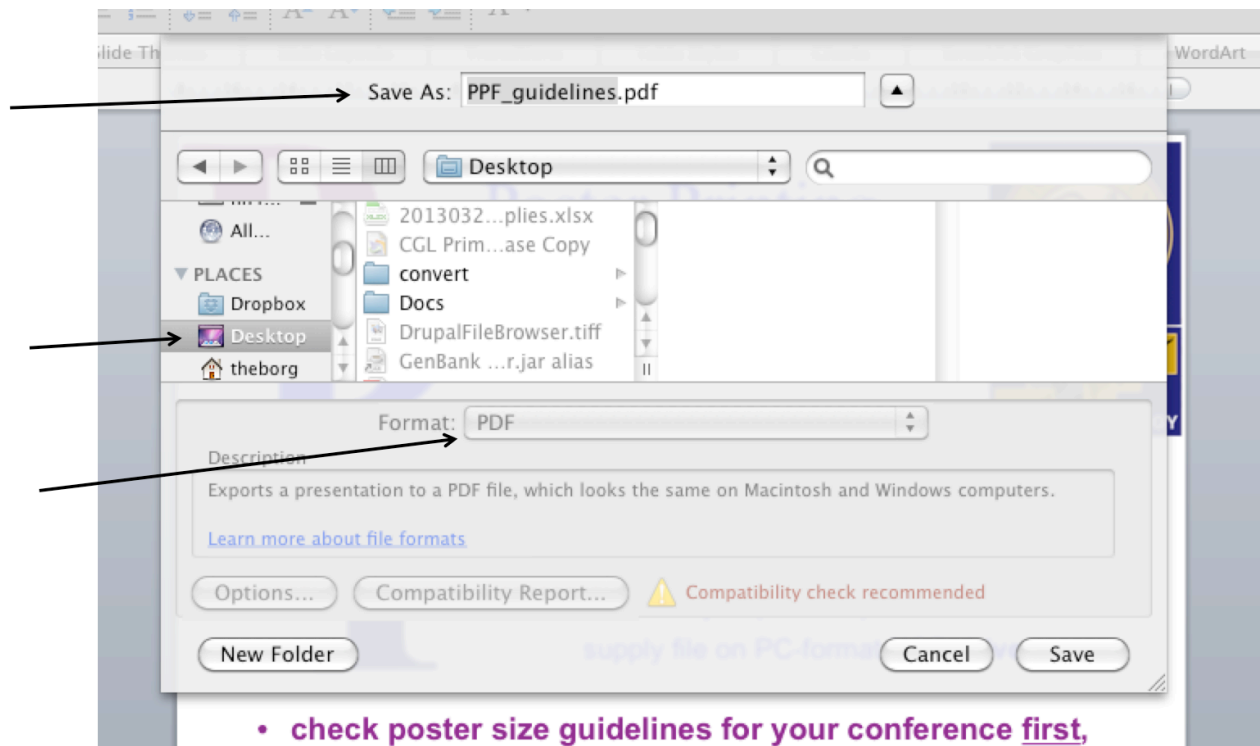 lide Th
WordArt
Save As: PPF_guidelines.pdf
Desktop
All...
PLACES
Dropbox
Desktop
theborg
2013032...plies.xlsx
CGL Prim...ase Copy
convert
Docs
DrupalFileBrowser.tiff
GenBank ...r.jar alias
Format: PDF
Description
Exports a presentation to a PDF file, which looks the same on Macintosh and Windows computers.
Learn more about file formats
Options... Compatibility Report... Compatibility check recommended
supply file on PC-format
New Folder Cancel Save
• check poster size guidelines for your conference first,